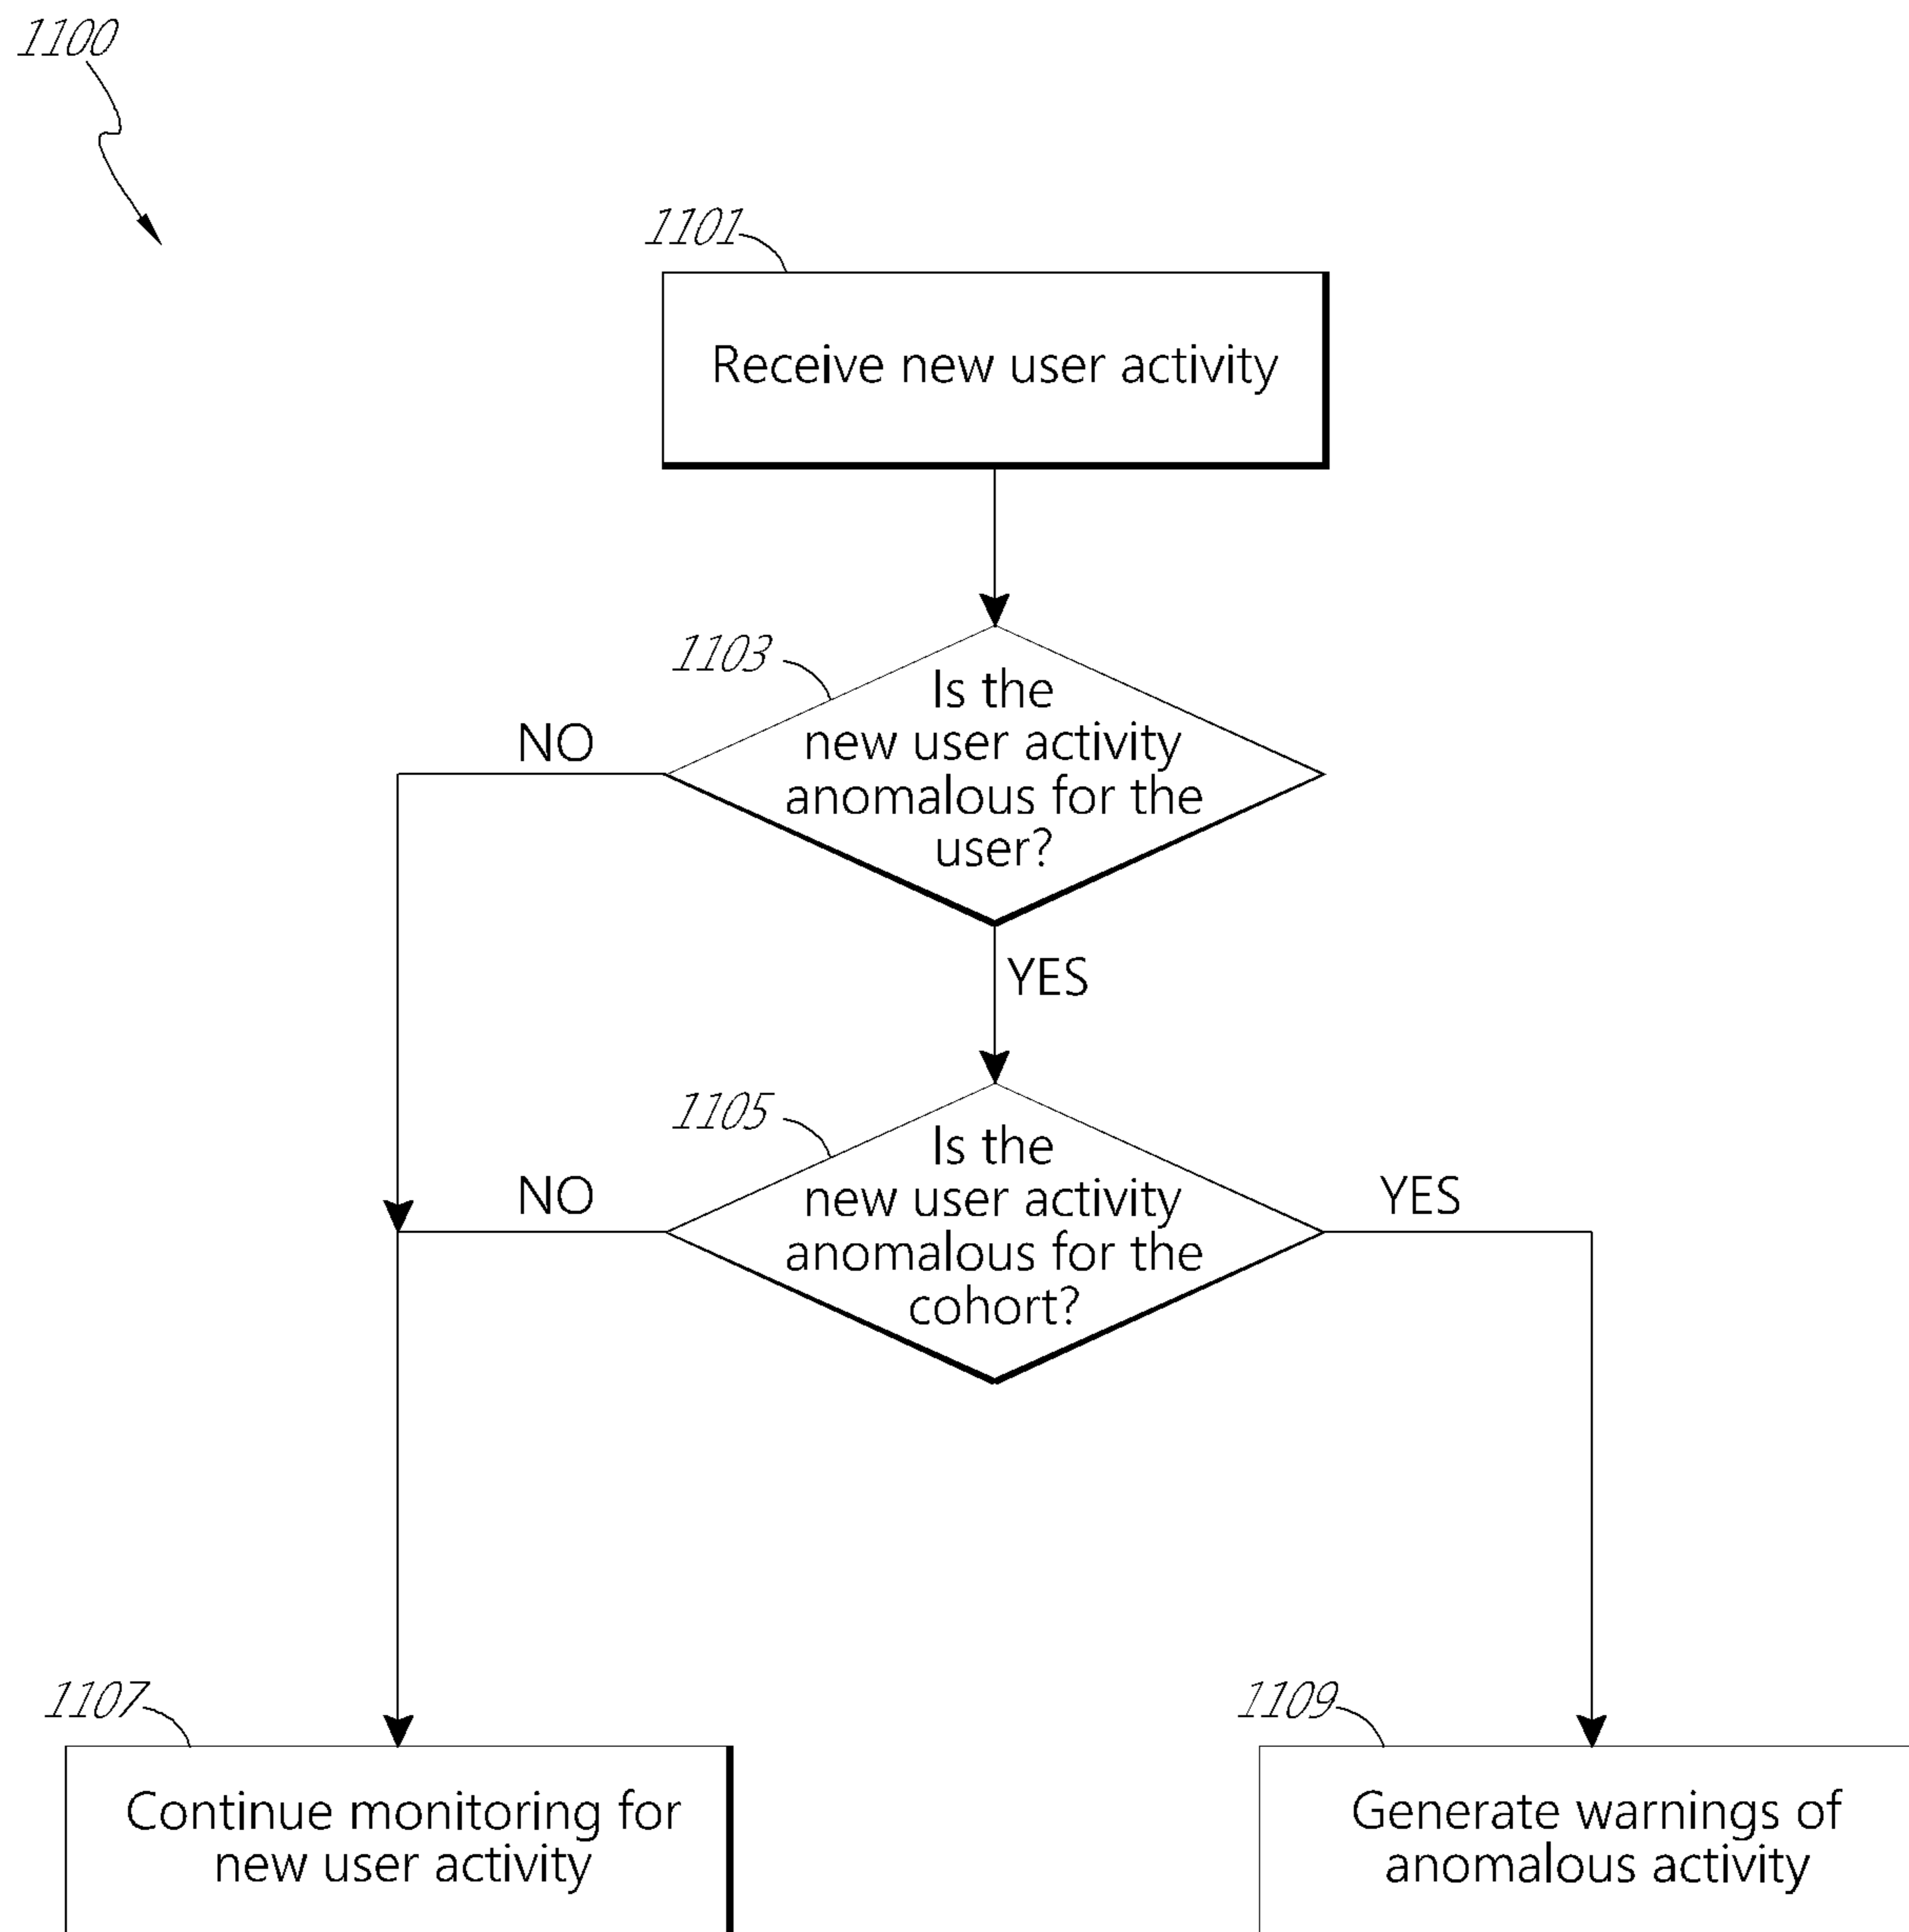 1100
1101
Receive new user activity
1103
Is the
new user activity
anomalous for the
user?
NO
YES
1105
Is the
new user activity
anomalous for the
cohort?
NO
YES
1107
Continue monitoring for
new user activity
1109
Generate warnings of
anomalous activity